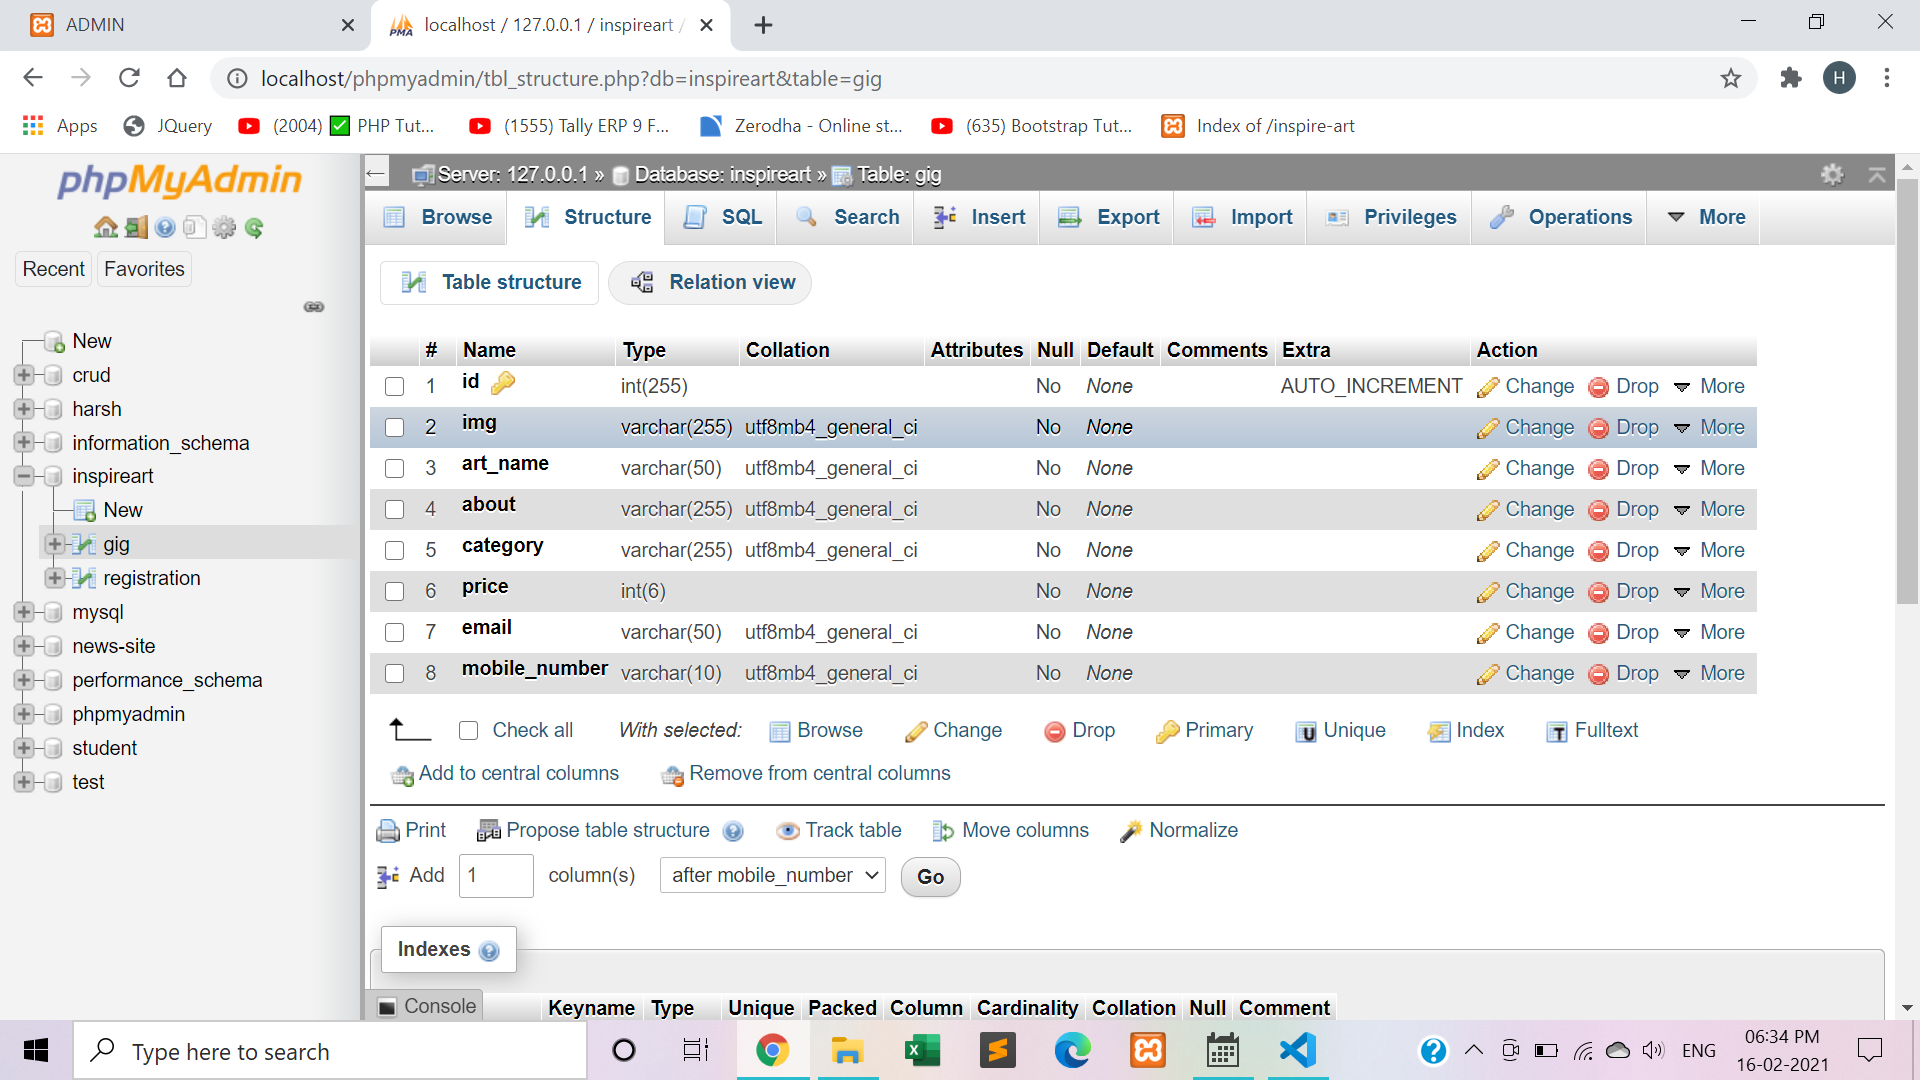 ADMIN
localhost / 127.0.0.1 / inspireart /
localhost/phpmyadmin/tbl_structure.php?db=inspireart&table=gig
H
Apps
JQuery
(2004) ✅ PHP Tut...
(1555) Tally ERP 9 F...
Zerodha - Online st...
(635) Bootstrap Tut...
Index of /inspire-art
phpMyAdmin
Recent Favorites
New
crud
harsh
information_schema
inspireart
New
gig
registration
mysql
news-site
performance_schema
phpmyadmin
student
test
Server: 127.0.0.1 » Database: inspireart » Table: gig
Browse Structure SQL Search Insert Export Import Privileges Operations More
Table structure Relation view
# Name Type Collation Attributes Null Default Comments Extra Action
1 id int(255) No None AUTO_INCREMENT Change Drop More
2 img varchar(255) utf8mb4_general_ci No None Change Drop More
3 art_name varchar(50) utf8mb4_general_ci No None Change Drop More
4 about varchar(255) utf8mb4_general_ci No None Change Drop More
5 category varchar(255) utf8mb4_general_ci No None Change Drop More
6 price int(6) No None Change Drop More
7 email varchar(50) utf8mb4_general_ci No None Change Drop More
8 mobile_number varchar(10) utf8mb4_general_ci No None Change Drop More
Check all With selected: Browse Change Drop Primary Unique Index Fulltext
Add to central columns Remove from central columns
Print Propose table structure Track table Move columns Normalize
Add 1 column(s) after mobile_number Go
Indexes
Console
Keyname Type Unique Packed Column Cardinality Collation Null Comment
Type here to search
ENG
06:34 PM
16-02-2021